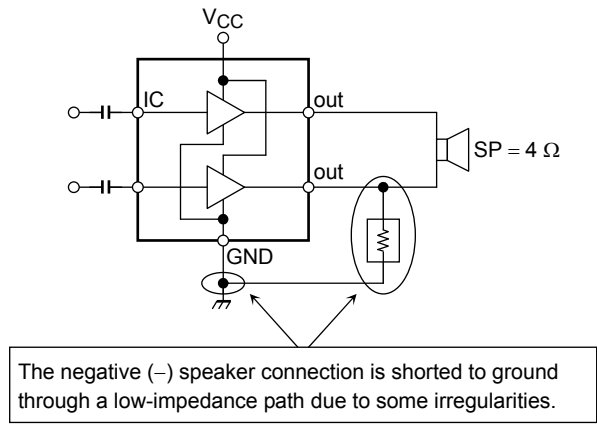 V_CC
IC
out
SP = 4 Ω
out
GND
The negative (−) speaker connection is shorted to ground
through a low-impedance path due to some irregularities.